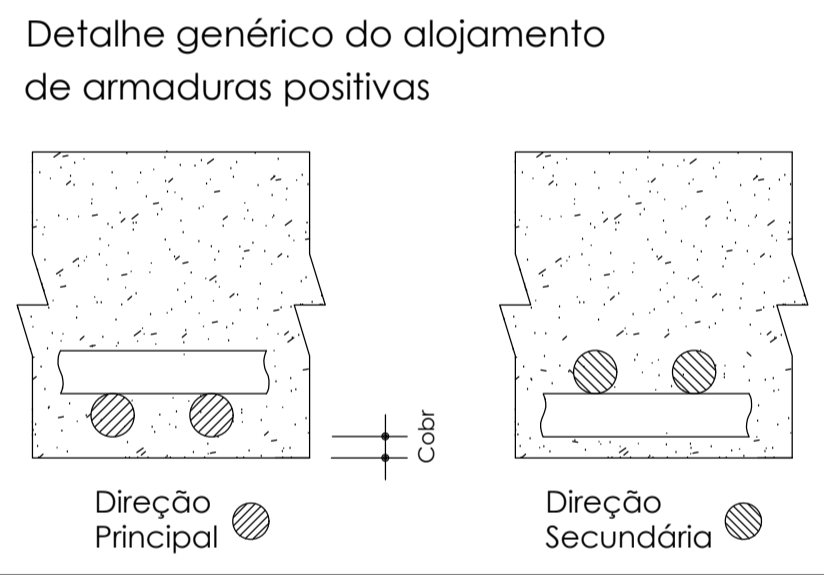 Detalhe genérico do alojamento
de armaduras positivas
Cobr
Direção
Principal
Direção
Secundária